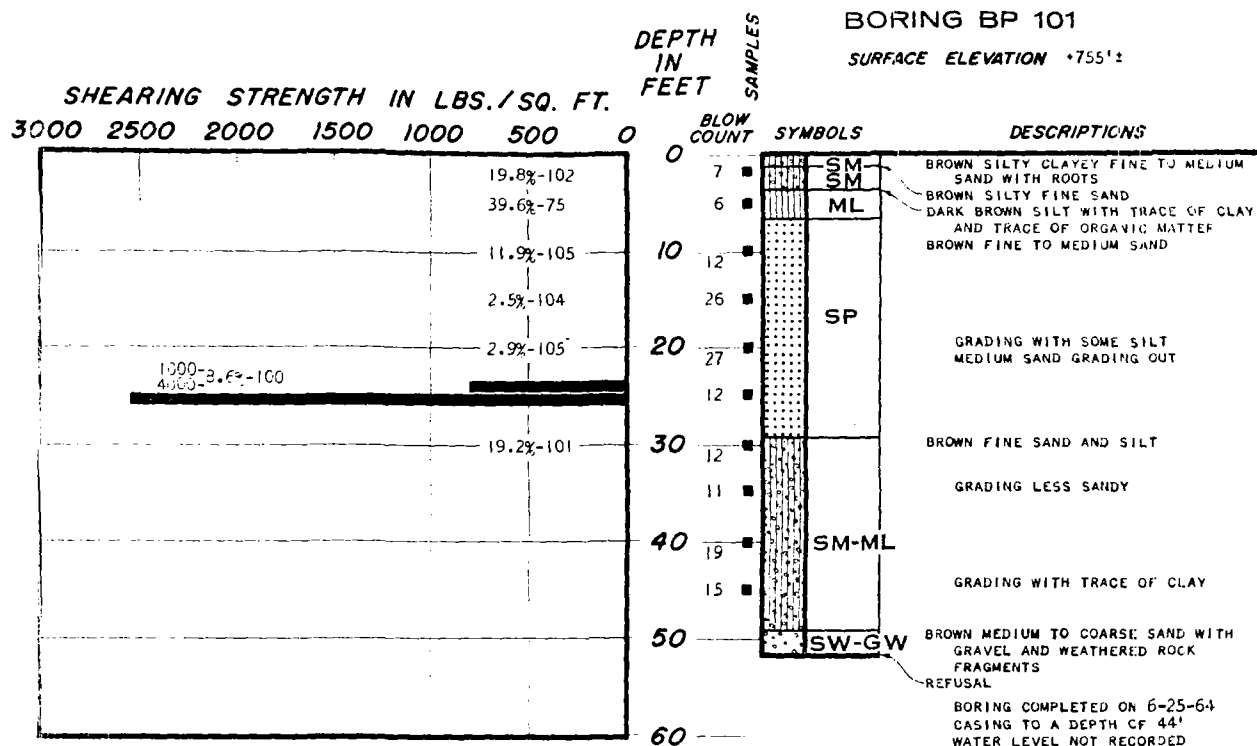 BORING BP 101
SURFACE ELEVATION +755'±
DEPTH IN FEET
SAMPLES
SHEARING STRENGTH IN LBS./SQ. FT.
3000 2500 2000 1500 1000 500 0
BLOW COUNT
SYMBOLS
DESCRIPTIONS
0
19.8%-102
7
SM
BROWN SILTY CLAYEY FINE TO MEDIUM
SAND WITH ROOTS
SM
BROWN SILTY FINE SAND
39.6%-75
6
ML
DARK BROWN SILT WITH TRACE OF CLAY
AND TRACE OF ORGANIC MATTER
11.9%-105
10
12
BROWN FINE TO MEDIUM SAND
2.5%-104
26
SP
2.9%-105
20
27
GRADING WITH SOME SILT
MEDIUM SAND GRADING OUT
1000-
4000-
-100
12
19.2%-101
30
12
BROWN FINE SAND AND SILT
11
GRADING LESS SANDY
40
19
SM-ML
15
GRADING WITH TRACE OF CLAY
50
SW-GW
BROWN MEDIUM TO COARSE SAND WITH
GRAVEL AND WEATHERED ROCK
FRAGMENTS
REFUSAL
BORING COMPLETED ON 6-25-64
CASING TO A DEPTH OF 44'
60
WATER LEVEL NOT RECORDED